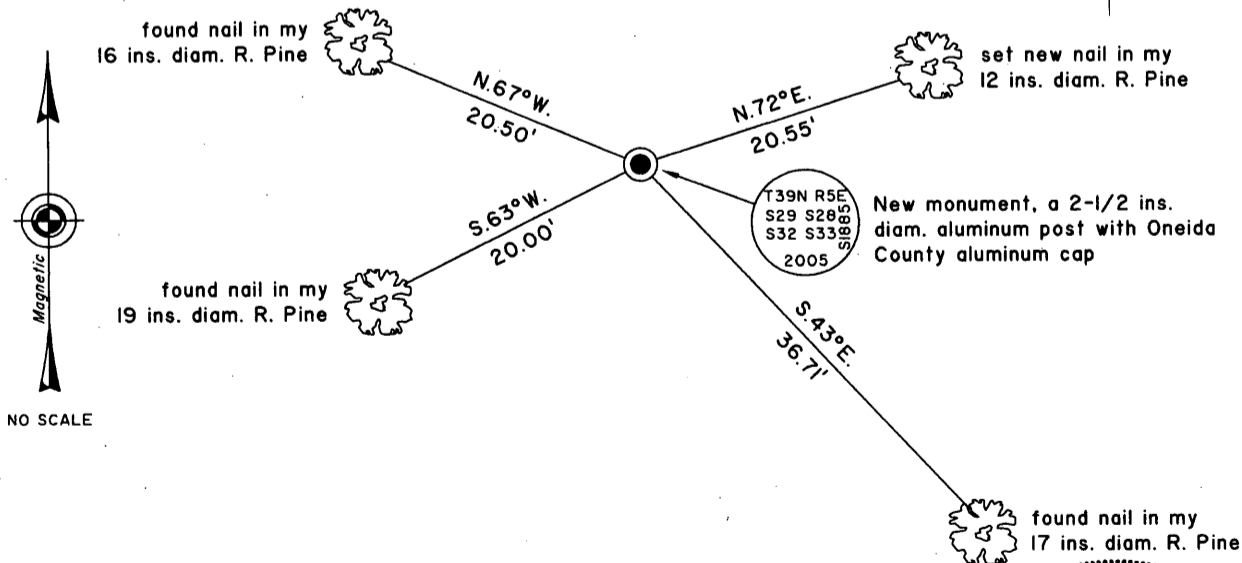 found nail in my
16 ins. diam. R. Pine
N.67°W.
20.50'
N.72°E.
20.55'
set new nail in my
12 ins. diam. R. Pine
T39N R5E
S29 S28
S32 S33
S1885
2005
New monument, a 2-1/2 ins.
diam. aluminum post with Oneida
County aluminum cap
S.63°W.
20.00'
found nail in my
19 ins. diam. R. Pine
Magnetic
NO SCALE
S.43°E.
36.71'
found nail in my
17 ins. diam. R. Pine